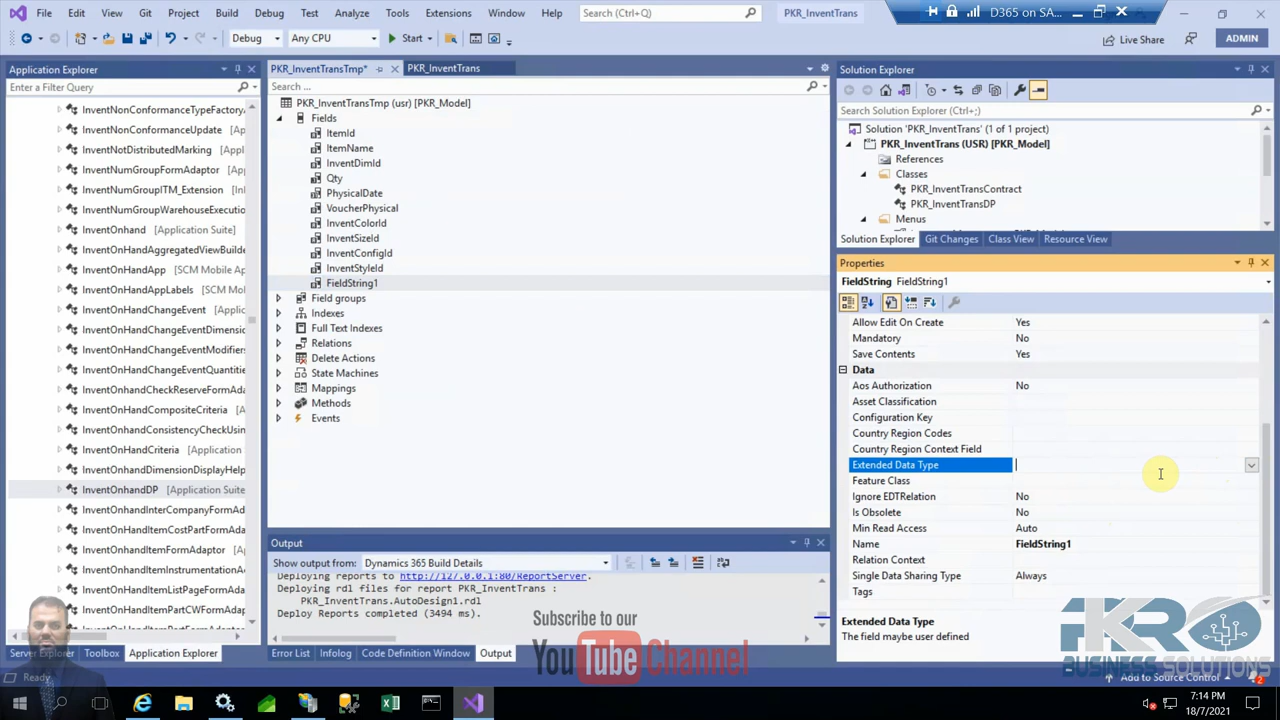 File Edit View Git Project Build Debug Test Analyze Tools Extensions Window Help Search (Ctrl+Q) PKR_InventTrans D365 on SA...
Debug Any CPU Start Live Share ADMIN
Application Explorer
Enter a Filter Query
InventNonConformanceTypeFactory
InventNonConformanceUpdate [Ap
InventNotDistributedMarking [Appl
InventNumGroupFormAdaptor [Ap
InventNumGroupITM_Extension [In
InventNumGroupWarehouseExecutio
InventOnhand [Application Suite]
InventOnHandAggregatedViewBuilde
InventOnHandApp [SCM Mobile Ap
InventOnHandAppLabels [SCM Mob
InventOnHandChangeEvent [Applic
InventOnHandChangeEventDimensio
InventOnHandChangeEventModifiers
InventOnHandChangeEventQuantitie
InventOnhandCheckReserveFormAda
InventOnHandCompositeCriteria [A
InventOnhandConsistencyCheckUsin
InventOnHandCriteria [Application
InventOnhandDimensionDisplayHelp
InventOnhandDP [Application Suite
InventOnHandInterCompanyFormAd
InventOnhandItemCostPartFormAda
InventOnhandItemFormAdaptor [A
InventOnHandItemInstrumentationA
InventOnhandItemListPageFormAda
InventOnhandItemPartCWFormAdap
InventOnhandItemPartFormAdaptor
Server Explorer Toolbox Application Explorer
PKR_InventTransTmp* PKR_InventTrans
Search ...
PKR_InventTransTmp (usr) [PKR_Model]
Fields
ItemId
ItemName
InventDimId
Qty
PhysicalDate
VoucherPhysical
InventColorId
InventSizeId
InventConfigId
InventStyleId
FieldString1
Field groups
Indexes
Full Text Indexes
Relations
Delete Actions
State Machines
Mappings
Methods
Events
Output
Show output from: Dynamics 365 Build Details
Deploying reports to http://127.0.0.1:80/ReportServer.
Deploying rdl files for report PKR_InventTrans :
PKR_InventTrans.AutoDesign1.rdl
Deploy Reports completed (3494 ms).
Error List Infolog Code Definition Window Output
Subscribe to our
YouTube Channel
Solution Explorer
Search Solution Explorer (Ctrl+;)
Solution 'PKR_InventTrans' (1 of 1 project)
PKR_InventTrans (USR) [PKR_Model]
References
Classes
PKR_InventTransContract
PKR_InventTransDP
Menus
Solution Explorer Git Changes Class View Resource View
Properties
FieldString FieldString1
Allow Edit On Create Yes
Mandatory No
Save Contents Yes
Data
Aos Authorization No
Asset Classification
Configuration Key
Country Region Codes
Country Region Context Field
Extended Data Type
Feature Class
Ignore EDTRelation No
Is Obsolete No
Min Read Access Auto
Name FieldString1
Relation Context
Single Data Sharing Type Always
Tags
Extended Data Type
The field maybe user defined
BUSINESS SOLUTIONS
Ready Add to Source Control 2
7:14 PM
18/7/2021 2